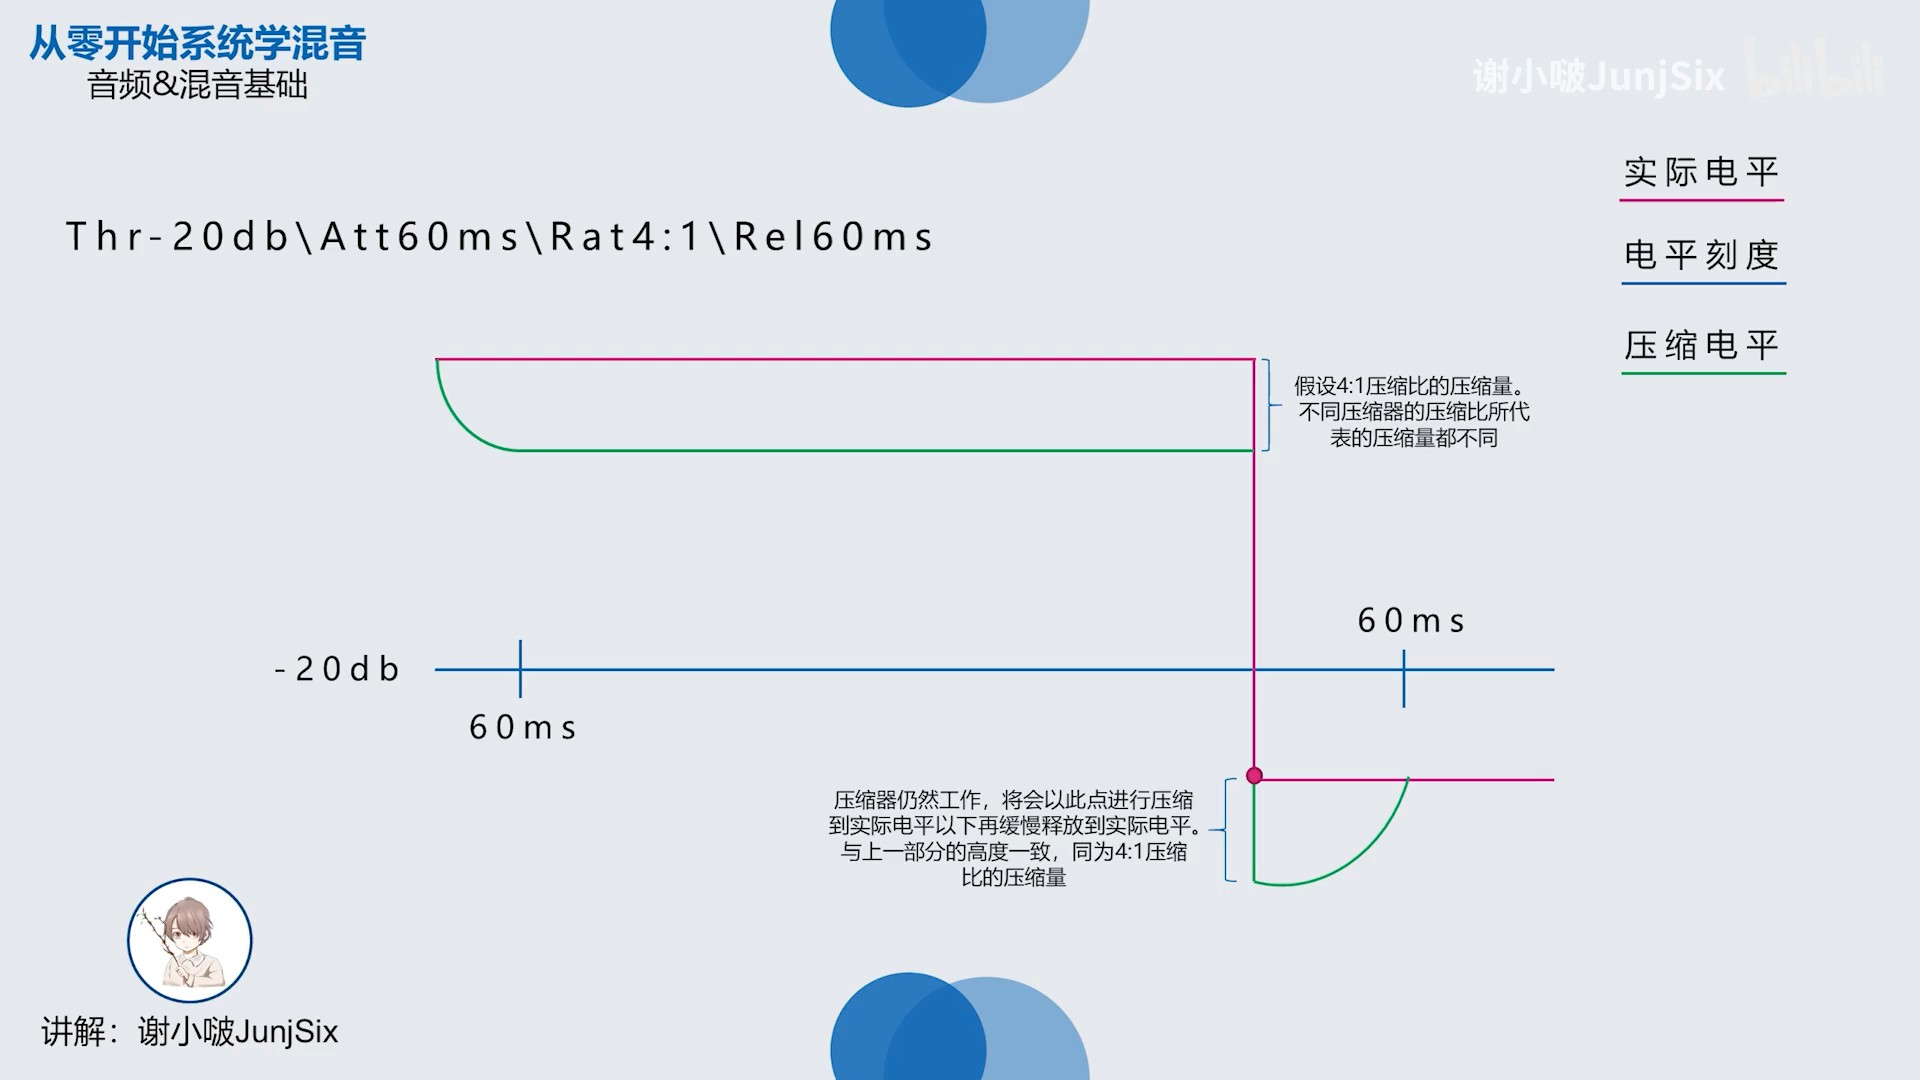 从零开始系统学混音
音频&混音基础
谢小啵JunjSix bilibili
实际电平
电平刻度
压缩电平
Thr-20db\Att60ms\Rat4:1\Rel60ms
假设4:1压缩比的压缩量。
不同压缩器的压缩比所代
表的压缩量都不同
60ms
-20db
60ms
压缩器仍然工作，将会以此点进行压缩
到实际电平以下再缓慢释放到实际电平。
与上一部分的高度一致，同为4:1压缩
比的压缩量
讲解：谢小啵JunjSix